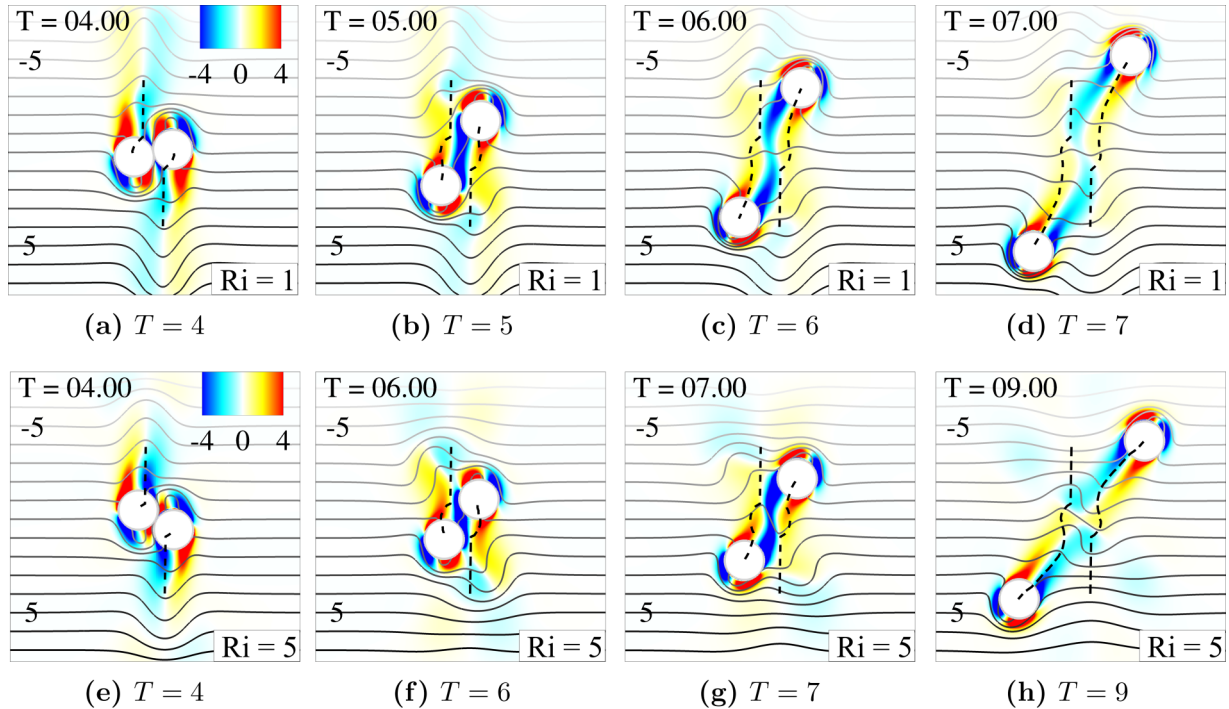 T = 04.00
-5
-4 0 4
5
Ri = 1
(a) T = 4
T = 05.00
-5
5
Ri = 1
(b) T = 5
T = 06.00
-5
5
Ri = 1
(c) T = 6
T = 07.00
-5
5
Ri = 1
(d) T = 7
T = 04.00
-5
-4 0 4
5
Ri = 5
(e) T = 4
T = 06.00
-5
5
Ri = 5
(f) T = 6
T = 07.00
-5
5
Ri = 5
(g) T = 7
T = 09.00
-5
5
Ri = 5
(h) T = 9